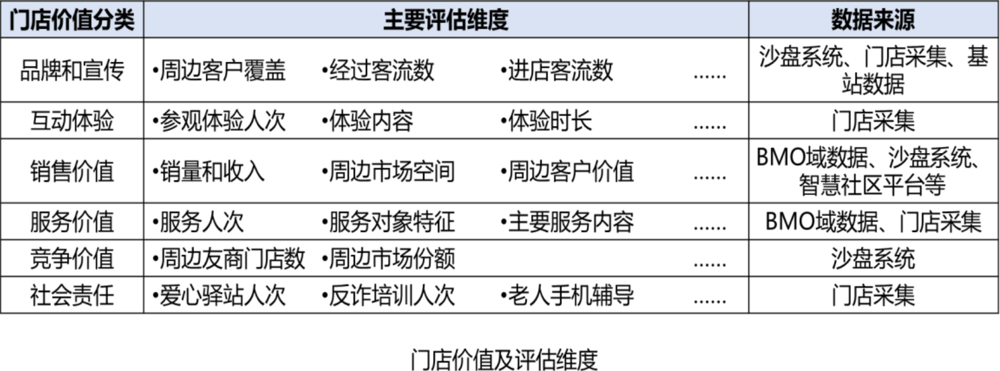 门店价值分类 主要评估维度 数据来源
品牌和宣传 •周边客户覆盖 •经过客流数 •进店客流数 …… 沙盘系统、门店采集、基
站数据
互动体验 •参观体验人次 •体验内容 •体验时长 …… 门店采集
销售价值 •销量和收入 •周边市场空间 •周边客户价值 …… BMO域数据、沙盘系统、
智慧社区平台等
服务价值 •服务人次 •服务对象特征 •主要服务内容 …… BMO域数据、门店采集
竞争价值 •周边友商门店数 •周边市场份额 …… 沙盘系统
社会责任 •爱心驿站人次 •反诈培训人次 •老人手机辅导 …… 门店采集
门店价值及评估维度